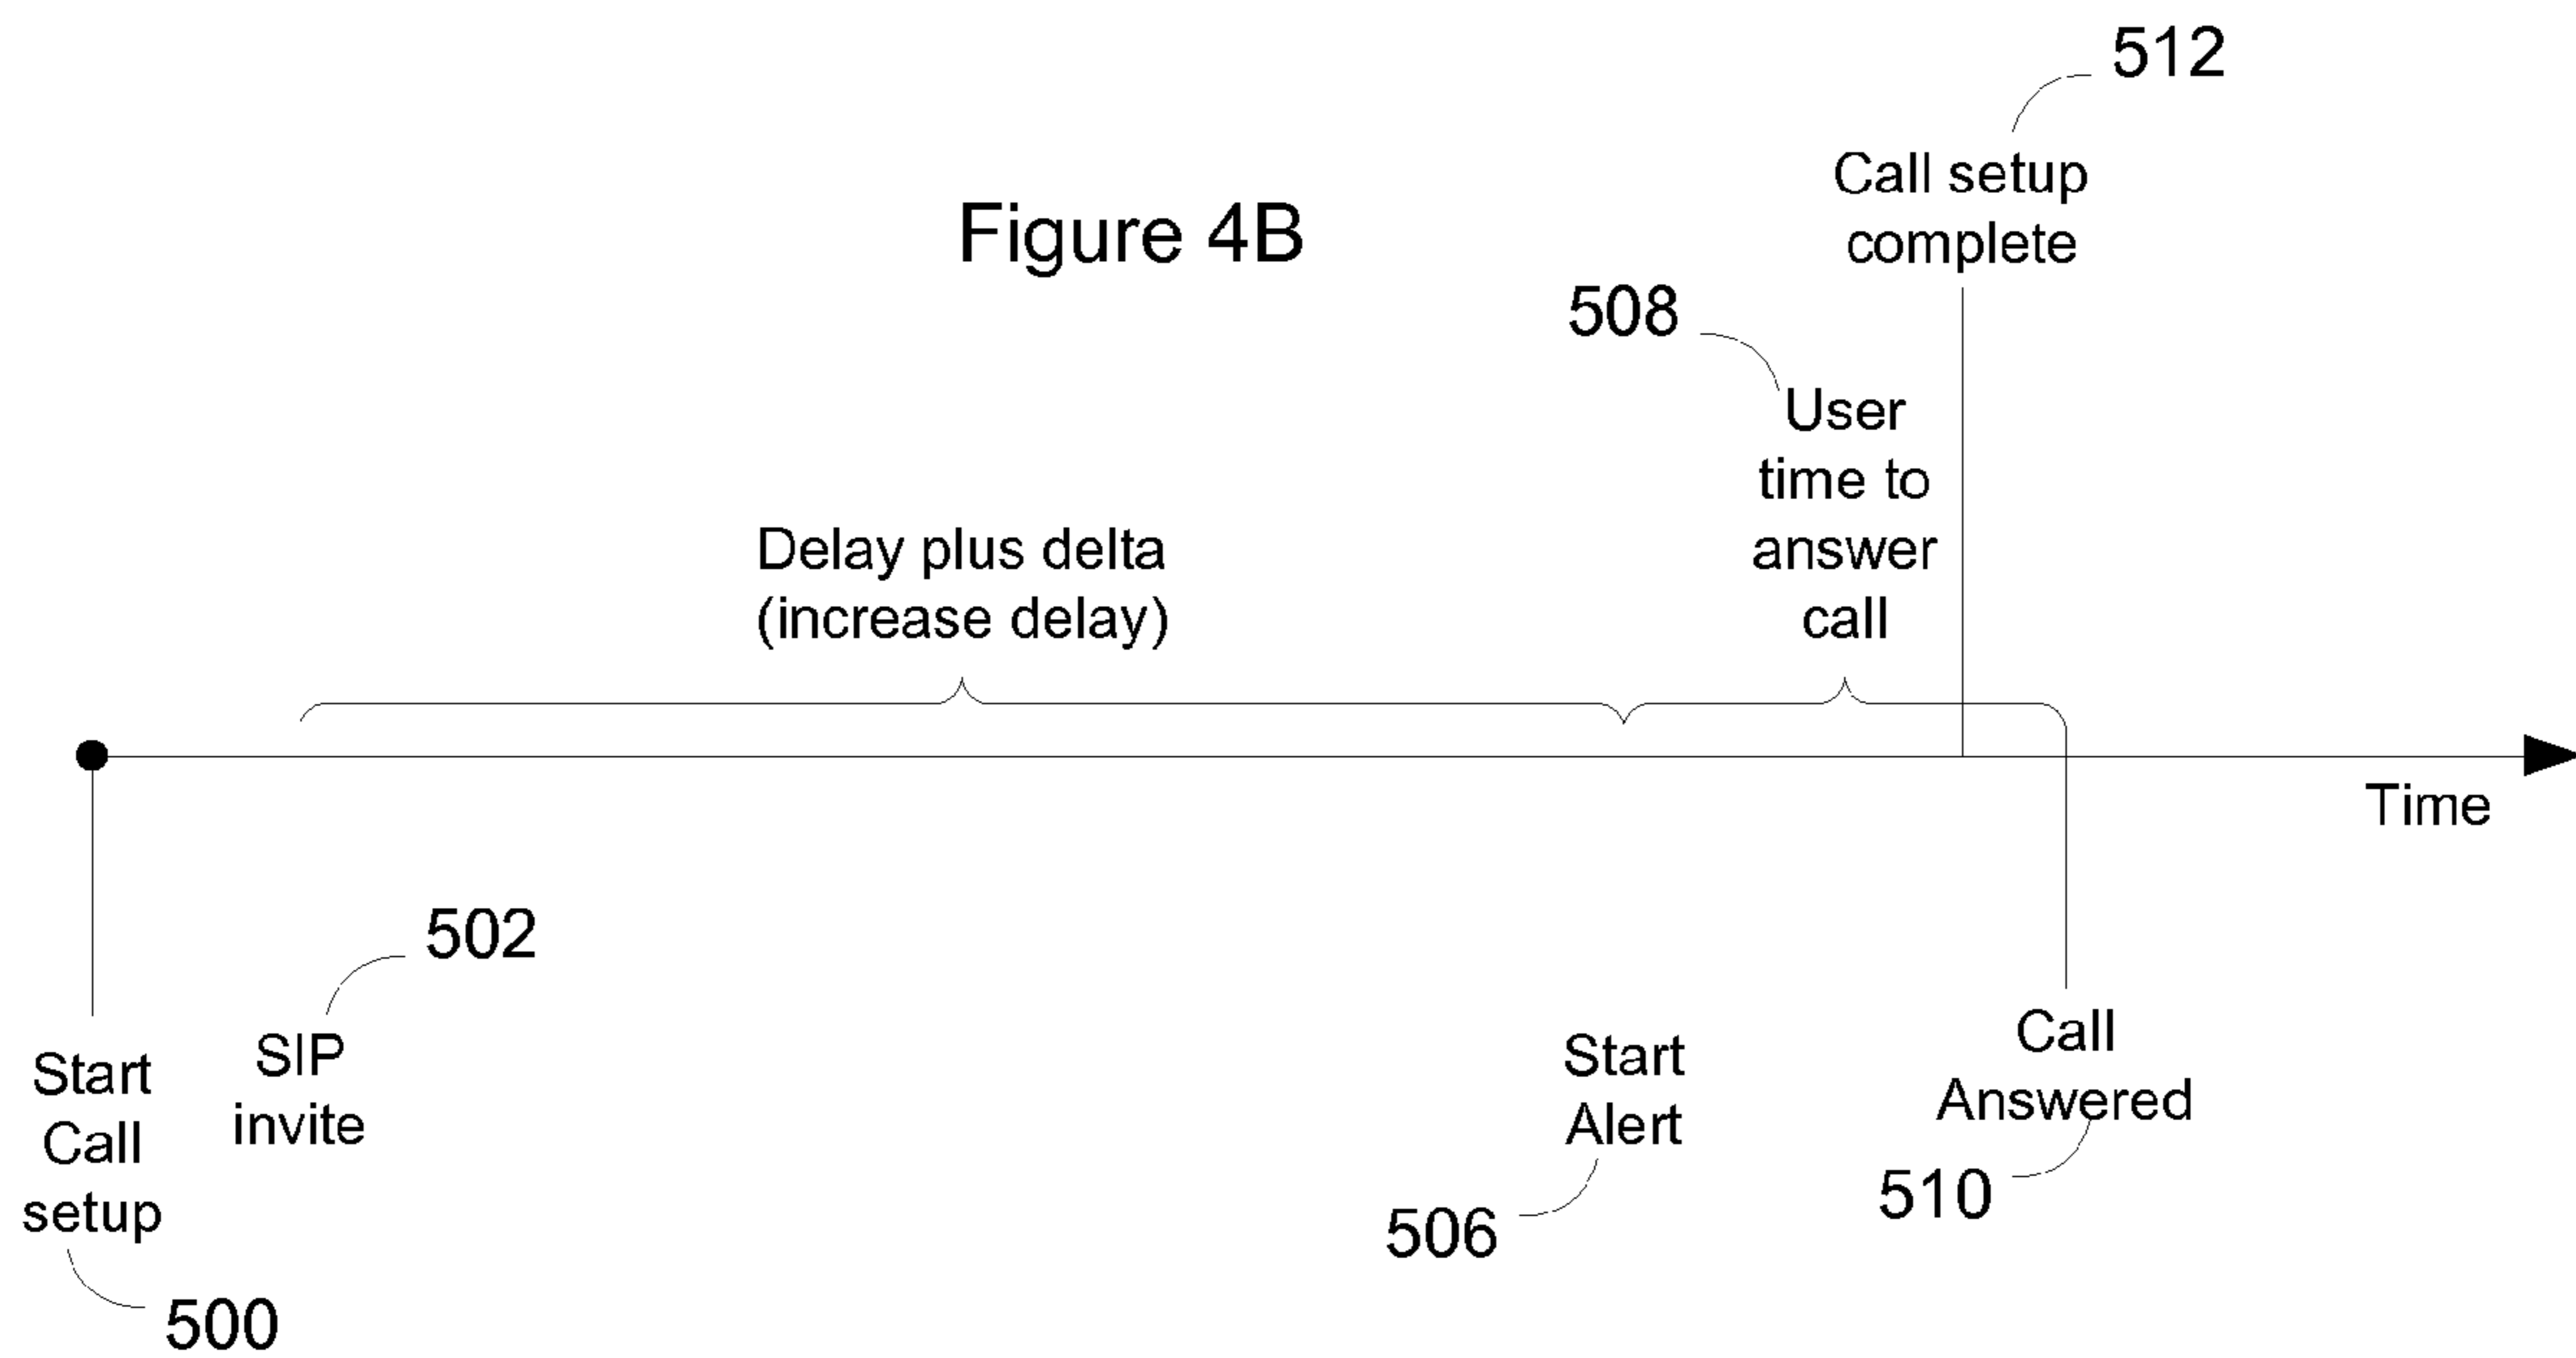 512
Call setup
complete
Figure 4B
508
User
time to
answer
call
Delay plus delta
(increase delay)
Time
502
SIP
invite
Start
Call
setup
500
Start
Alert
506
Call
Answered
510